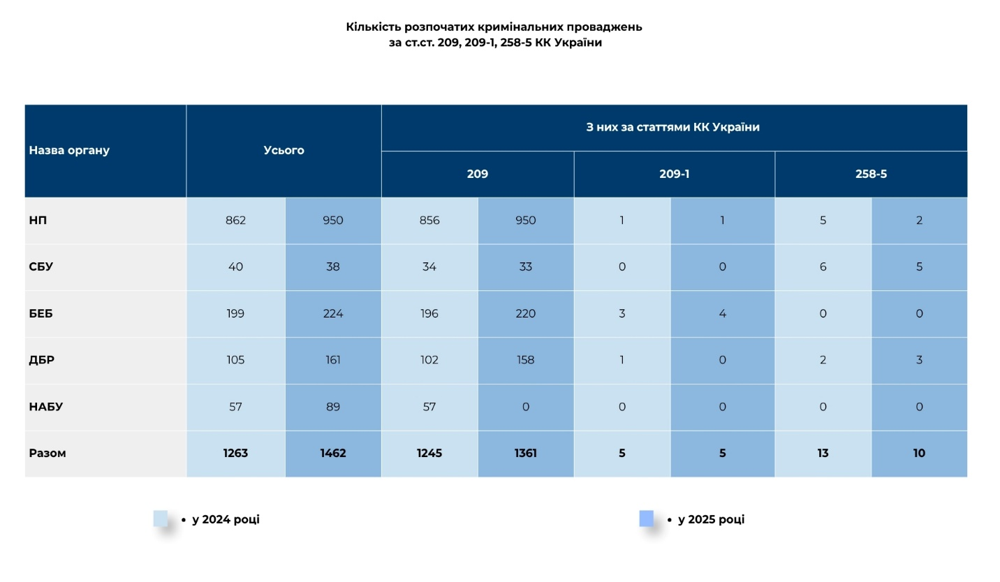 Кількість розпочатих кримінальних проваджень
за ст.ст. 209, 209-1, 258-5 КК України
Назва органу Усього З них за статтями КК України
209 209-1 258-5
НП 862 950 856 950 1 1 5 2
СБУ 40 38 34 33 0 0 6 5
БЕБ 199 224 196 220 3 4 0 0
ДБР 105 161 102 158 1 0 2 3
НАБУ 57 89 57 0 0 0 0 0
Разом 1263 1462 1245 1361 5 5 13 10
• у 2024 році • у 2025 році